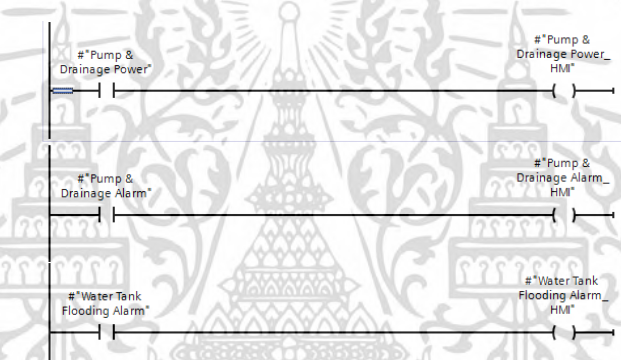 #"Pump &
Drainage Power"
#"Pump &
Drainage Power_
HMI"
#"Pump &
Drainage Alarm"
#"Pump &
Drainage Alarm_
HMI"
#"Water Tank
Flooding Alarm"
#"Water Tank
Flooding Alarm_
HMI"